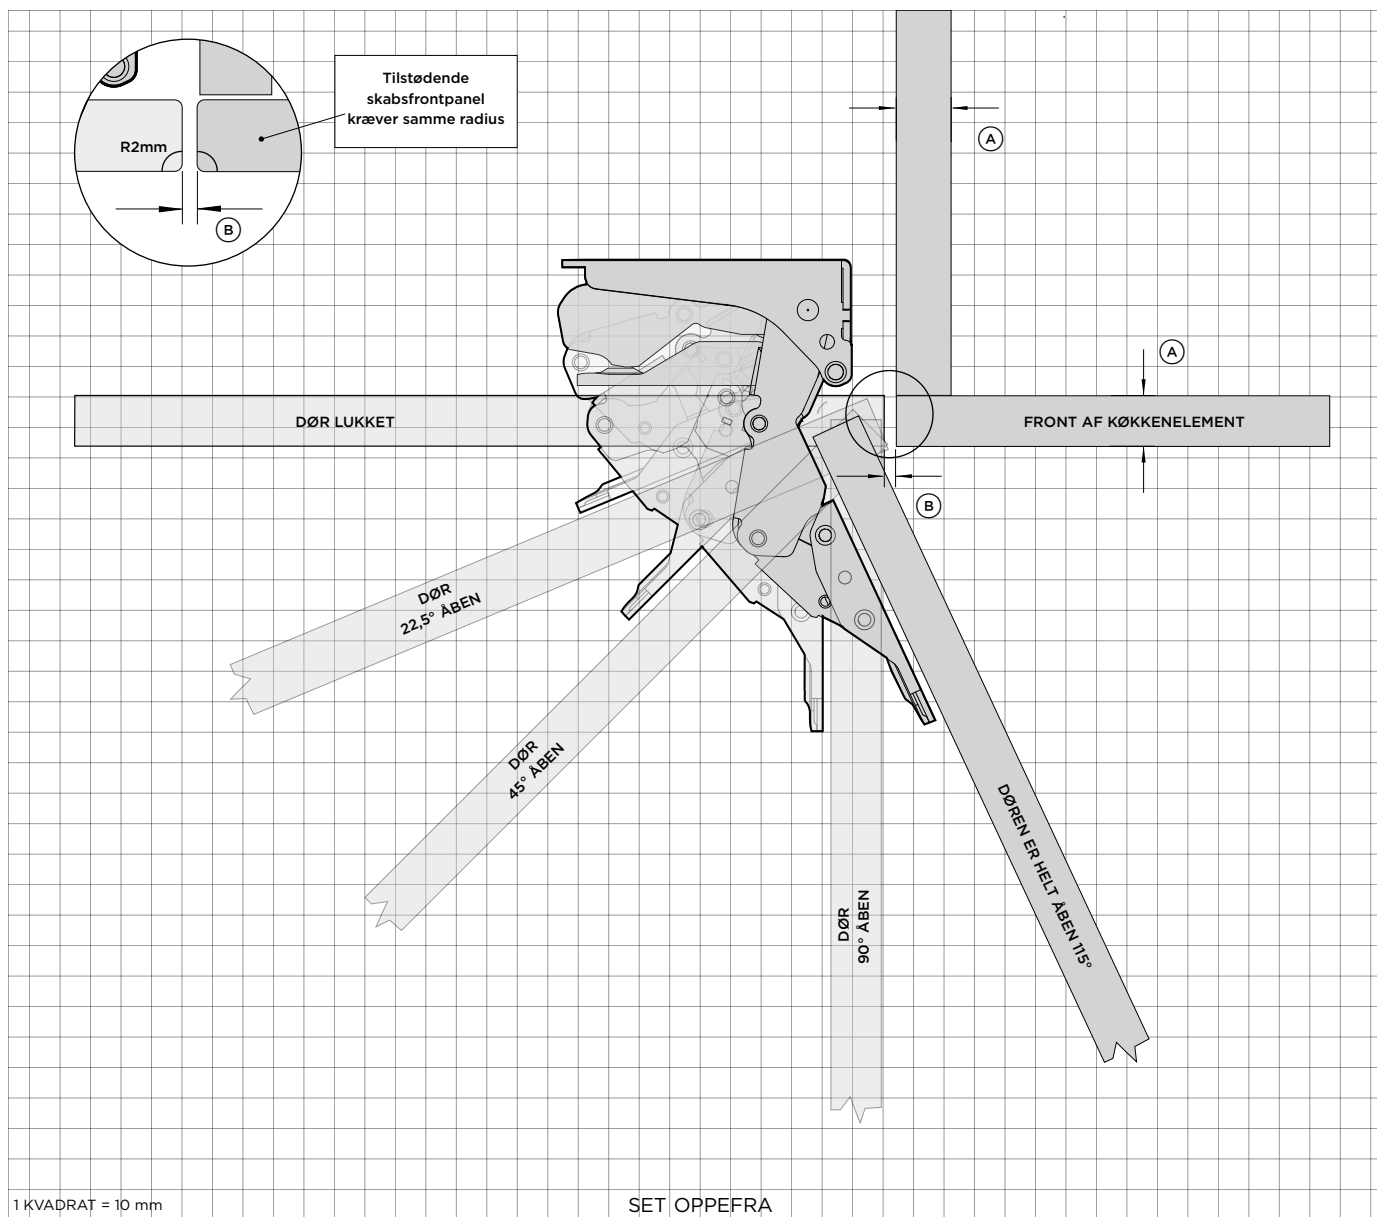 Tilstødende
skabsfrontpanel
kræver samme radius
R2mm
B
A
A
DØR LUKKET
FRONT AF KØKKENELEMENT
B
DØR
22,5° ÅBEN
DØR
45° ÅBEN
DØR
90° ÅBEN
DØREN ER HELT ÅBEN 115°
1 KVADRAT = 10 mm
SET OPPEFRA